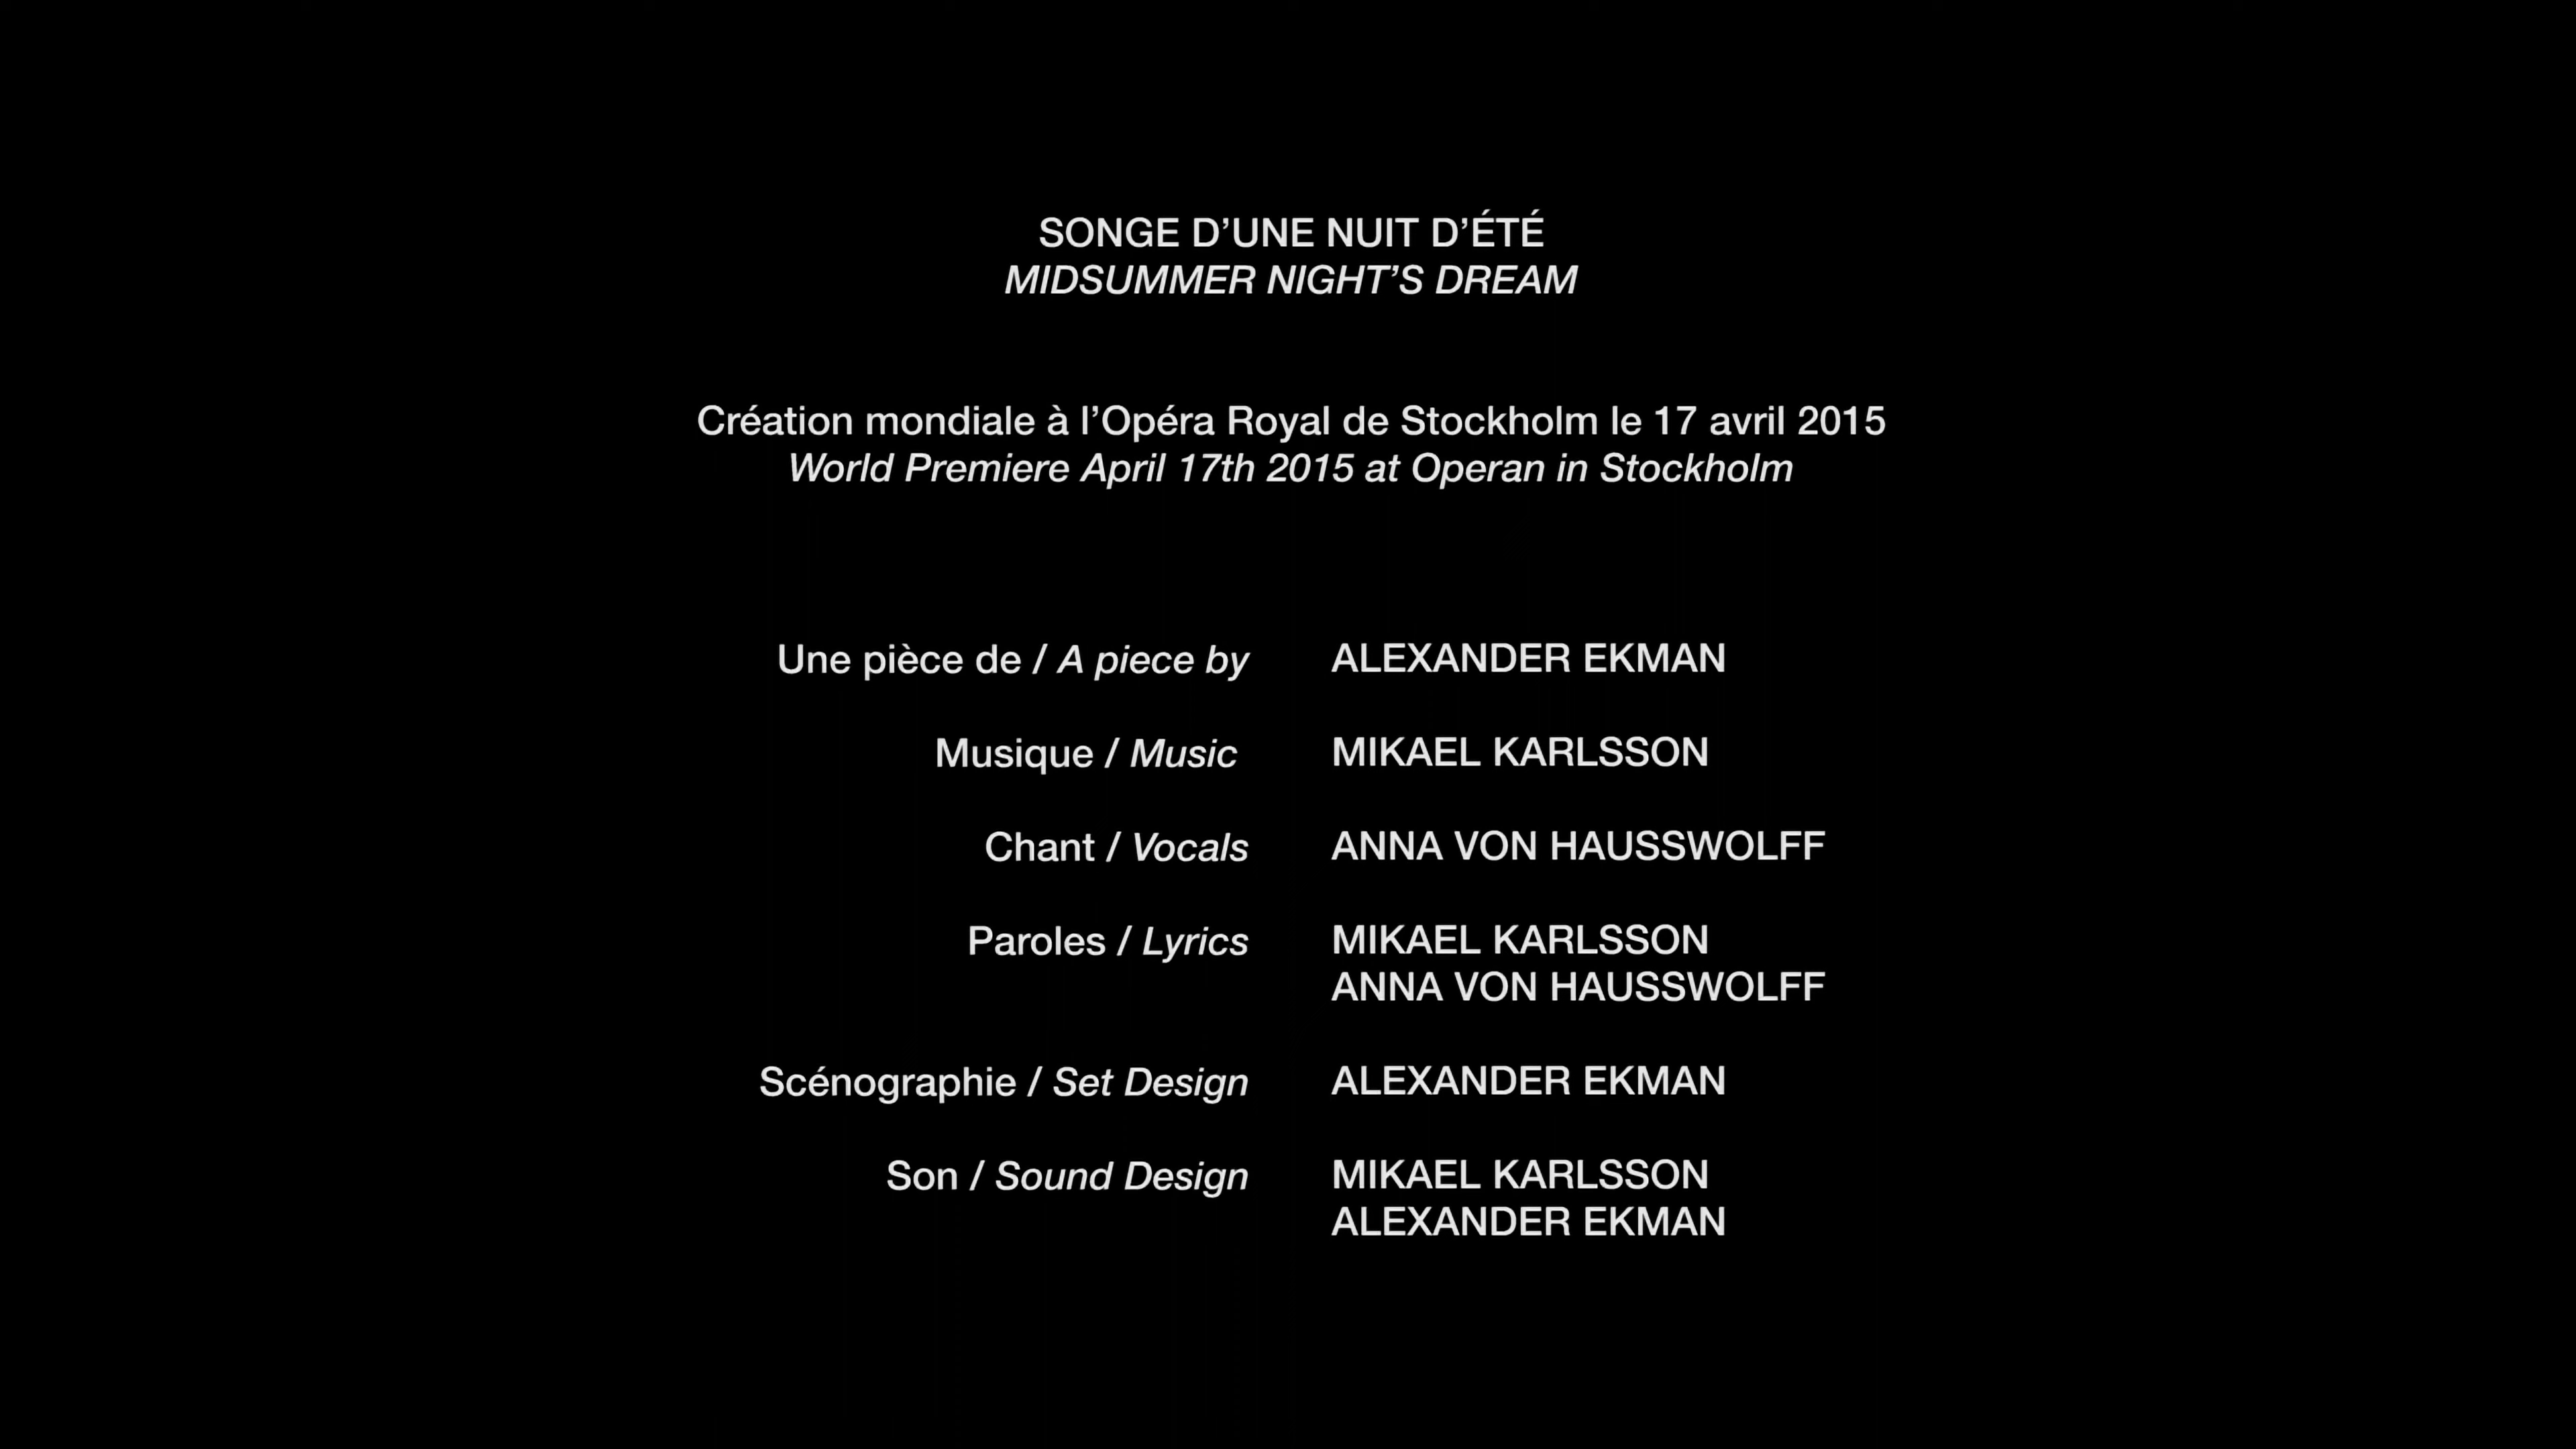 SONGE D’UNE NUIT D’ÉTÉ
MIDSUMMER NIGHT’S DREAM
Création mondiale à l’Opéra Royal de Stockholm le 17 avril 2015
World Premiere April 17th 2015 at Operan in Stockholm
Une pièce de / A piece by ALEXANDER EKMAN
Musique / Music MIKAEL KARLSSON
Chant / Vocals ANNA VON HAUSSWOLFF
Paroles / Lyrics MIKAEL KARLSSON
ANNA VON HAUSSWOLFF
Scénographie / Set Design ALEXANDER EKMAN
Son / Sound Design MIKAEL KARLSSON
ALEXANDER EKMAN